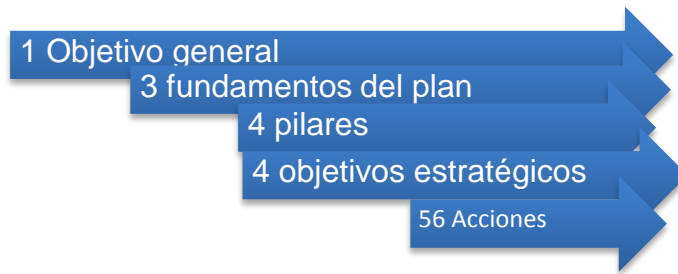 1 Objetivo general
3 fundamentos del plan
4 pilares
4 objetivos estratégicos
56 Acciones